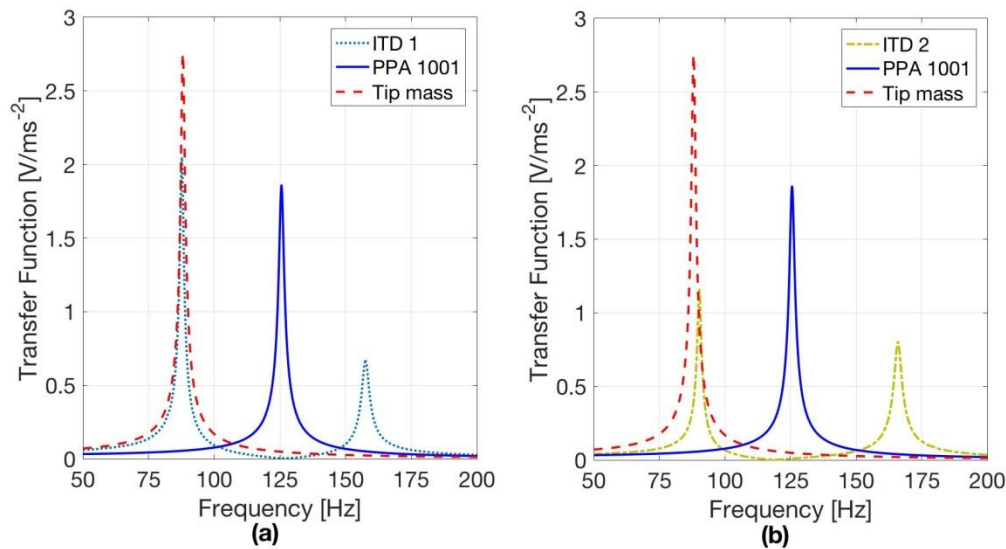 3
2.5
2
1.5
1
0.5
0
Transfer Function [V/ms-2]
ITD 1
PPA 1001
Tip mass
50 75 100 125 150 175 200
Frequency [Hz]
(a)
3
2.5
2
1.5
1
0.5
0
Transfer Function [V/ms-2]
ITD 2
PPA 1001
Tip mass
50 75 100 125 150 175 200
Frequency [Hz]
(b)